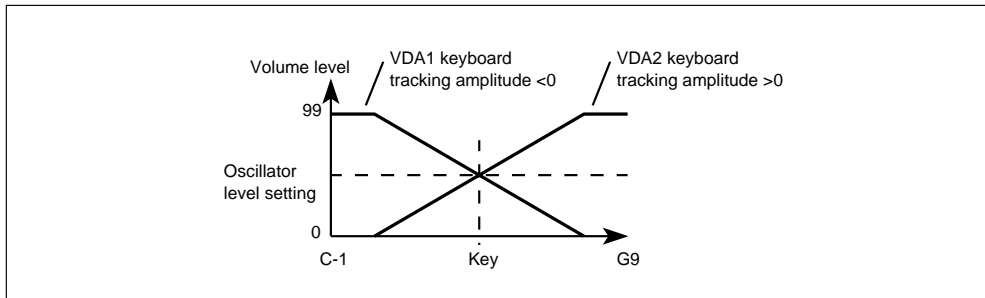 VDA1 keyboard
tracking amplitude <0
VDA2 keyboard
tracking amplitude >0
Volume level
99
Oscillator
level setting
0
C-1
Key
G9